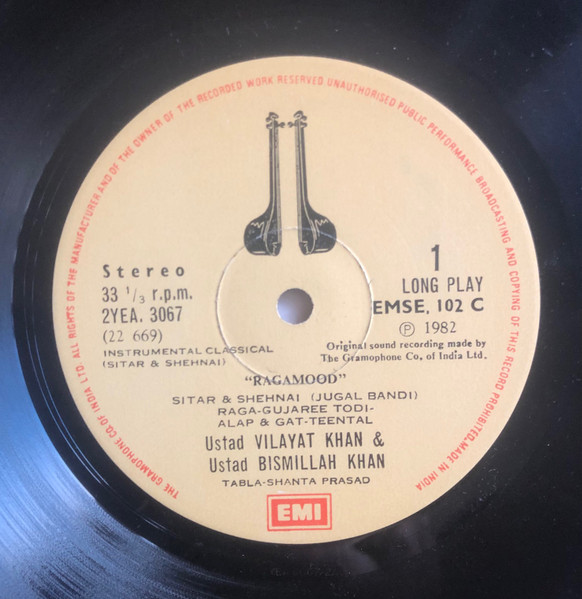 THE GRAMOPHONE CO. OF INDIA LTD. ALL RIGHTS OF THE MANUFACTURER AND OF THE OWNER OF THE RECORDED WORK RESERVED UNAUTHORISED PUBLIC PERFORMANCE BROADCASTING AND COPYING OF THIS RECORD PROHIBITED. MADE IN INDIA
Stereo
33 1/3 r.p.m.
2YEA. 3067
(22 669)
INSTRUMENTAL CLASSICAL
(SITAR & SHEHNAI)
1
LONG PLAY
EMSE, 102 C
Ⓟ 1982
Original sound recording made by
The Gramophone Co, of India Ltd.
"RAGAMOOD"
SITAR & SHEHNAI (JUGAL BANDI)
RAGA-GUJAREE TODI-
ALAP & GAT-TEENTAL
Ustad VILAYAT KHAN &
Ustad BISMILLAH KHAN
TABLA-SHANTA PRASAD
EMI